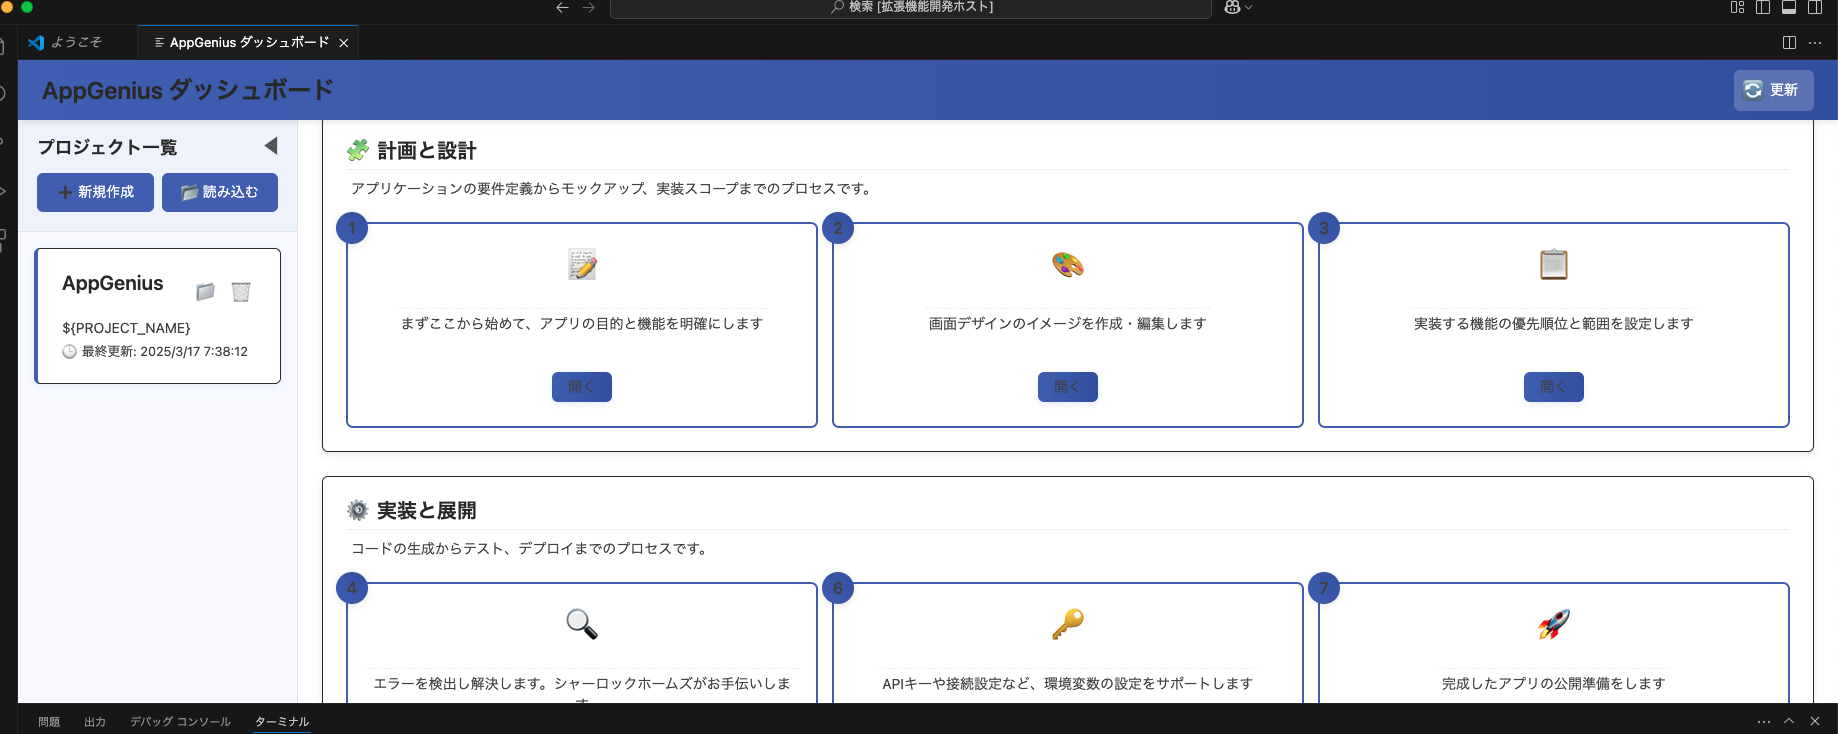 検索 [拡張機能開発ホスト]
ようこそ
AppGenius ダッシュボード
AppGenius ダッシュボード
更新
プロジェクト一覧
新規作成
読み込む
AppGenius
${PROJECT_NAME}
最終更新: 2025/3/17 7:38:12
計画と設計
アプリケーションの要件定義からモックアップ、実装スコープまでのプロセスです。
1
まずここから始めて、アプリの目的と機能を明確にします
開く
2
画面デザインのイメージを作成・編集します
開く
3
実装する機能の優先順位と範囲を設定します
開く
実装と展開
コードの生成からテスト、デプロイまでのプロセスです。
4
エラーを検出し解決します。シャーロックホームズがお手伝いしま
す
6
APIキーや接続設定など、環境変数の設定をサポートします
7
完成したアプリの公開準備をします
問題
出力
デバッグ コンソール
ターミナル